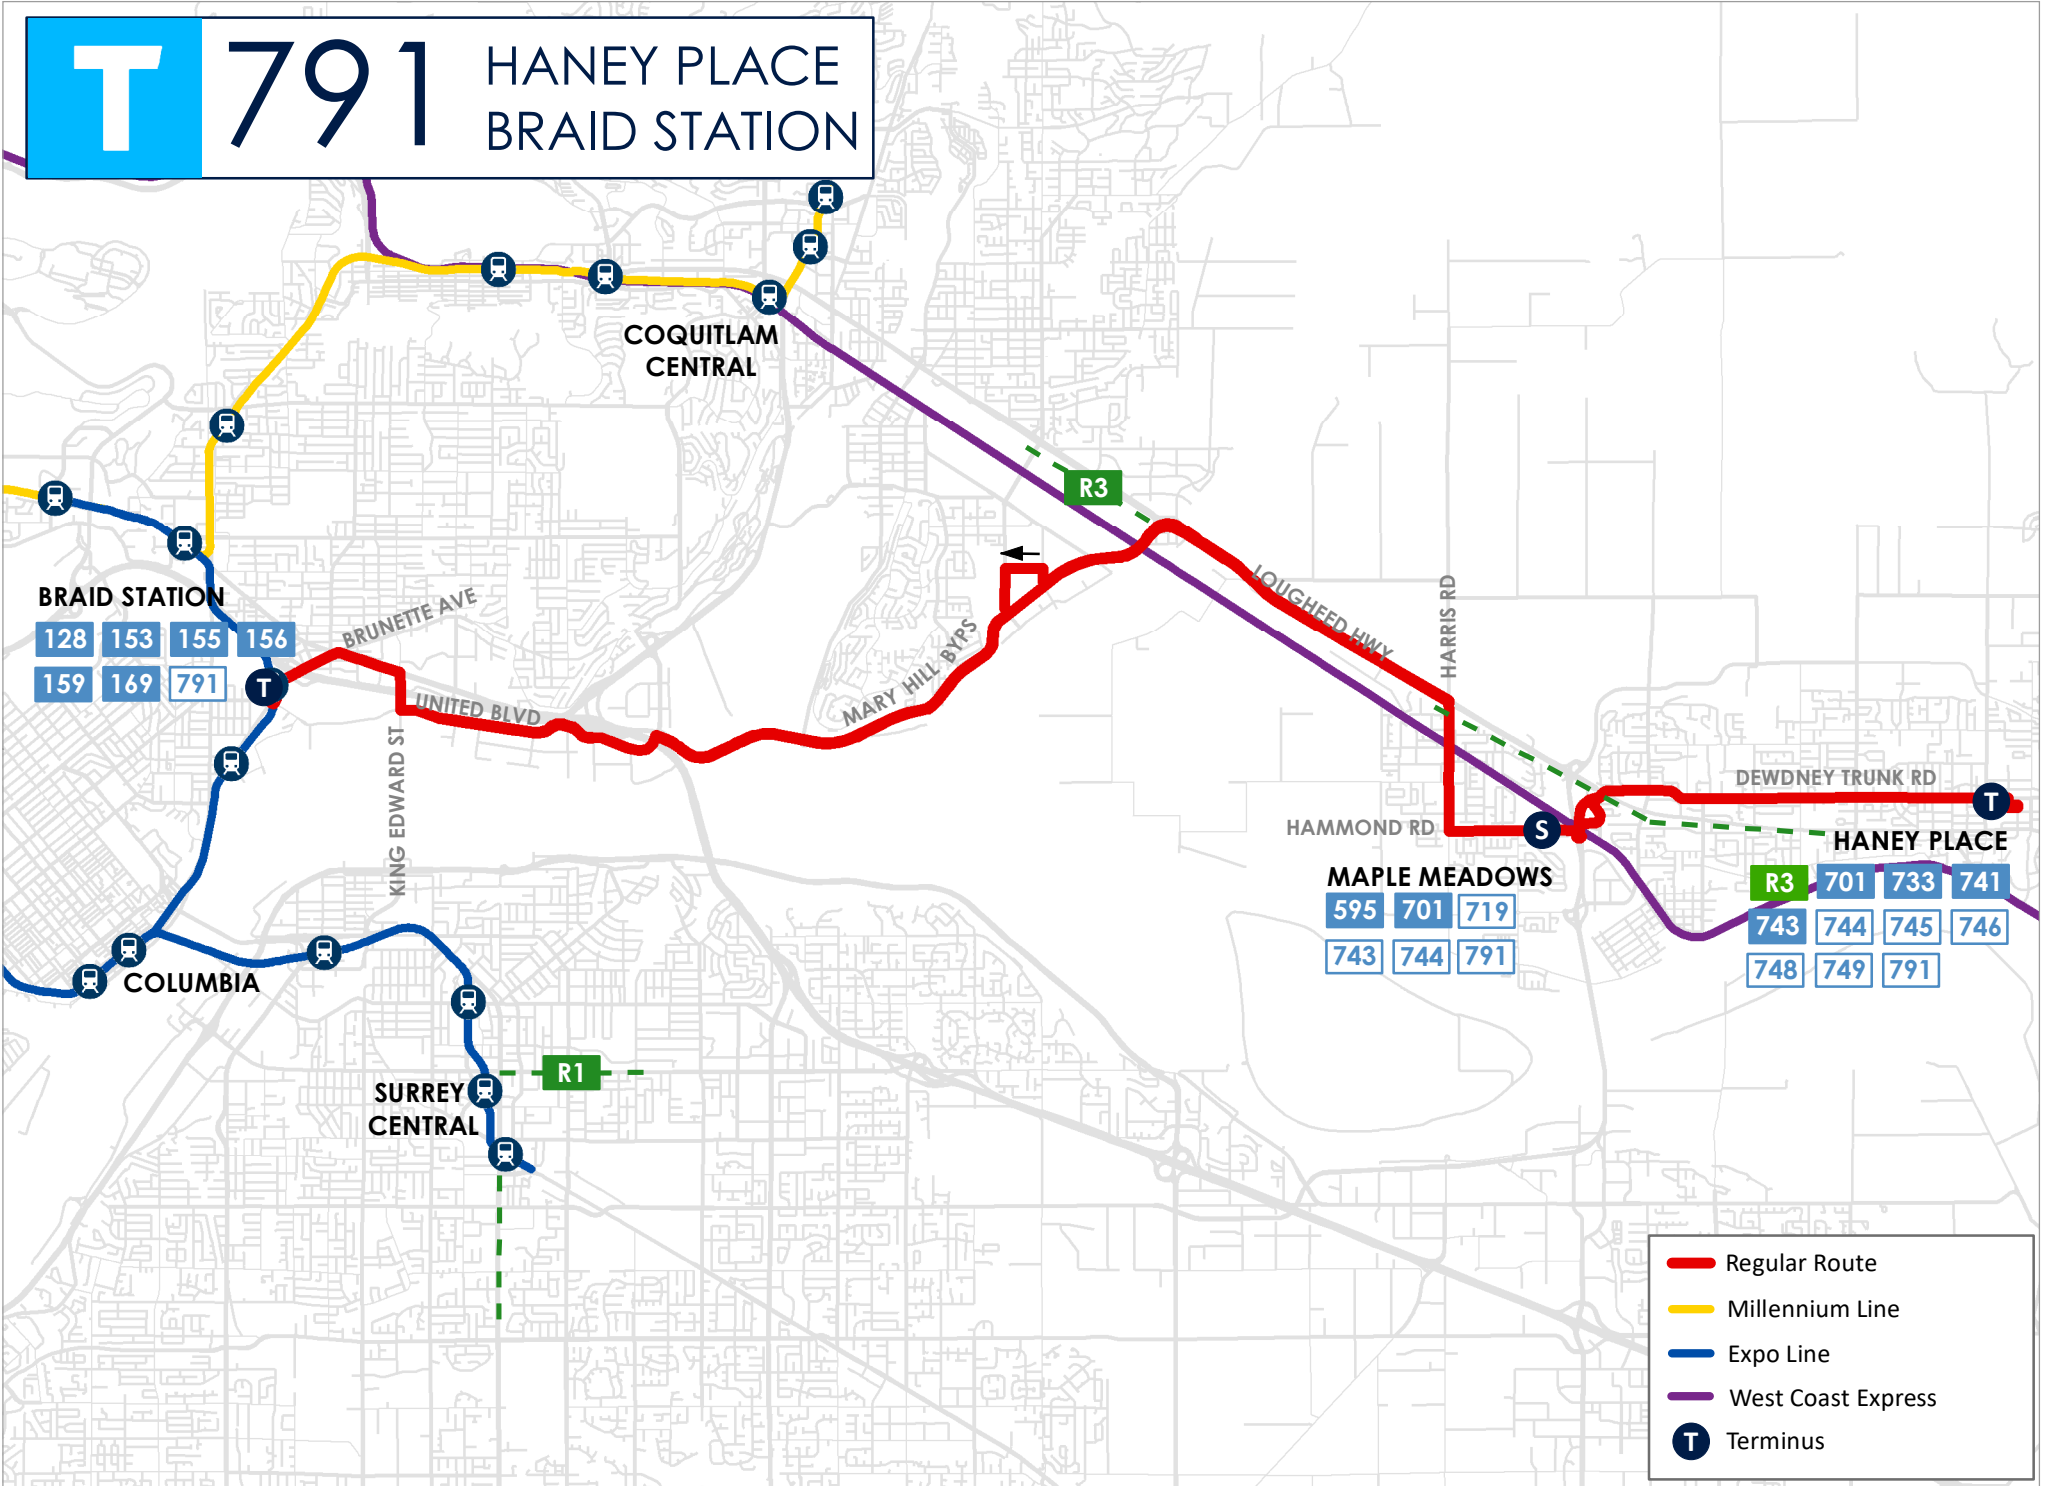 T 791 HANEY PLACE
BRAID STATION
COQUITLAM
CENTRAL
R3
BRAID STATION
128 153 155 156
159 169 791
T
BRUNETTE AVE
UNITED BLVD
KING EDWARD ST
MARY HILL BYPS
LOUGHEED HWY
HARRIS RD
HAMMOND RD
S
DEWDNEY TRUNK RD
T
MAPLE MEADOWS
595 701 719
743 744 791
HANEY PLACE
R3 701 733 741
743 744 745 746
748 749 791
COLUMBIA
SURREY
CENTRAL
R1
Regular Route
Millennium Line
Expo Line
West Coast Express
T Terminus